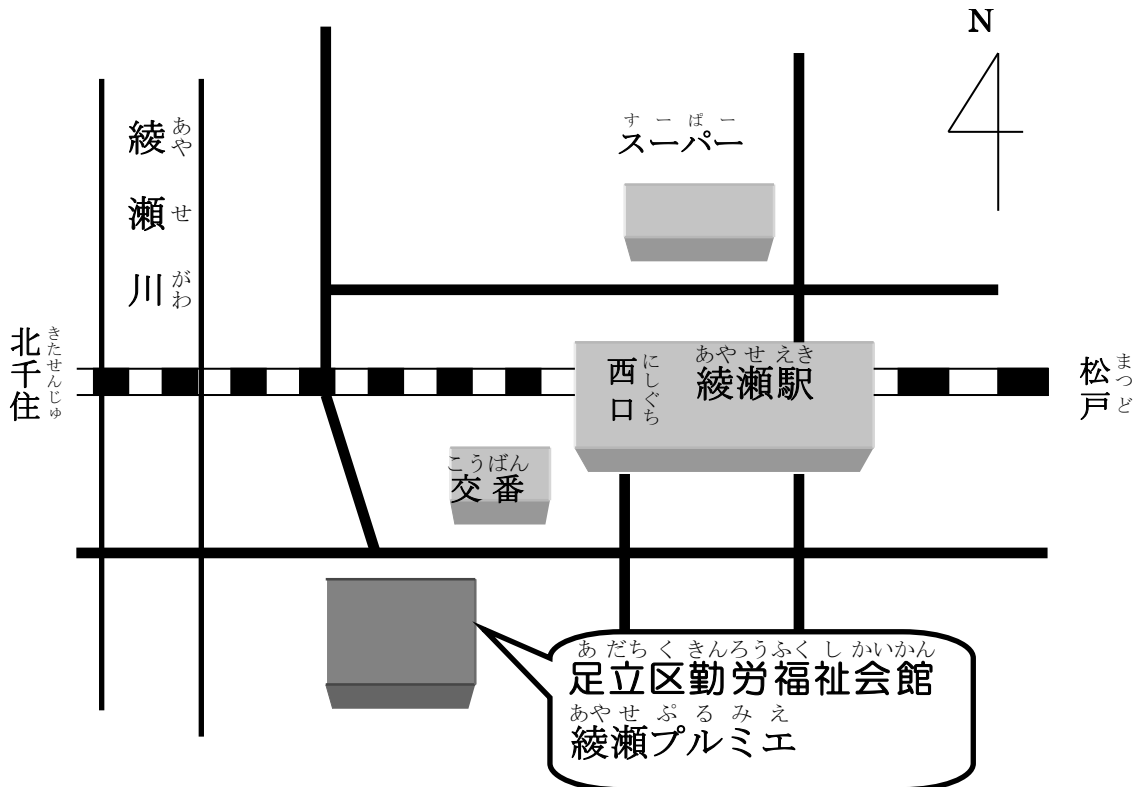 N
すーぱー
スーパー
あやせがわ
綾瀬川
きたせんじゅ
北千住
にしぐち
西口
あやせえき
綾瀬駅
まつど
松戸
こうばん
交番
あだちくきんろうふくしかいかん
足立区勤労福祉会館
あやせぷるみえ
綾瀬プルミエ